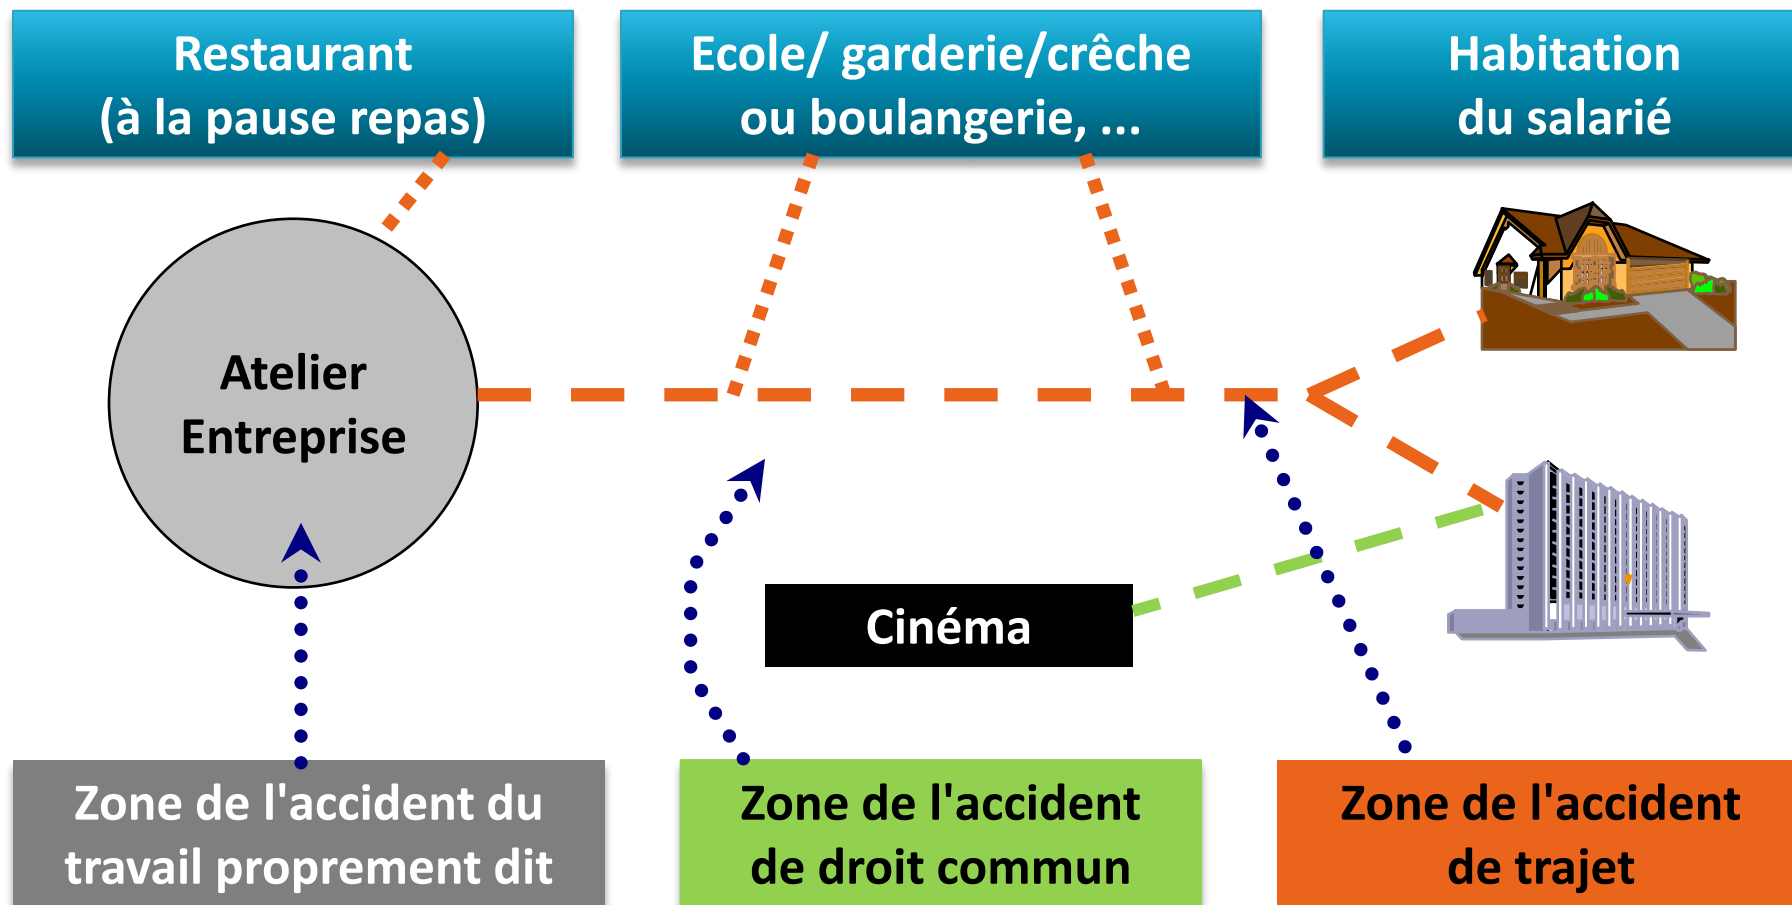 Restaurant
(à la pause repas)
Ecole/ garderie/crêche
ou boulangerie, ...
Habitation
du salarié
Atelier
Entreprise
Cinéma
Zone de l'accident du
travail proprement dit
Zone de l'accident
de droit commun
Zone de l'accident
de trajet